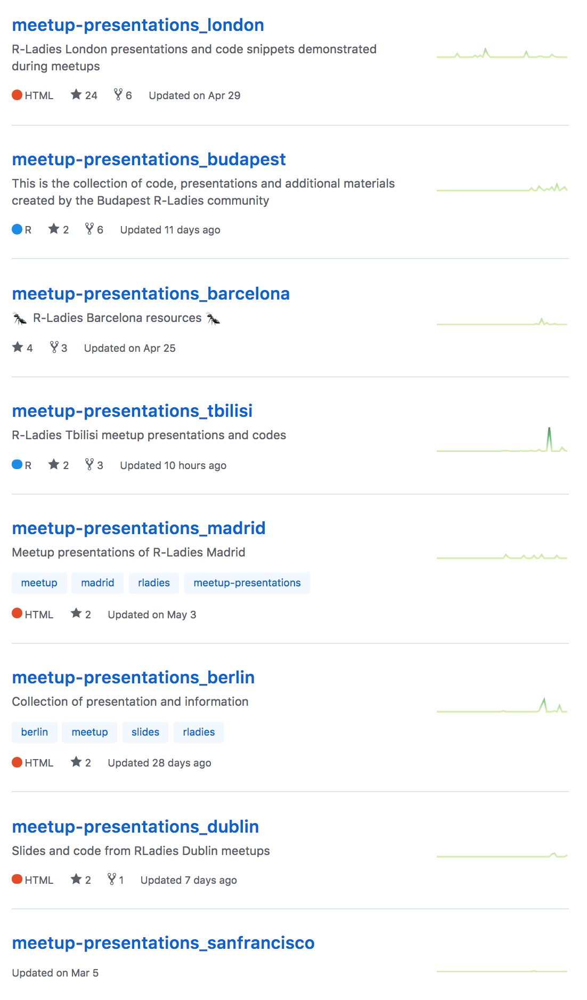 meetup-presentations_london
R-Ladies London presentations and code snippets demonstrated
during meetups
HTML 24 6 Updated on Apr 29
meetup-presentations_budapest
This is the collection of code, presentations and additional materials
created by the Budapest R-Ladies community
R 2 6 Updated 11 days ago
meetup-presentations_barcelona
R-Ladies Barcelona resources
4 3 Updated on Apr 25
meetup-presentations_tbilisi
R-Ladies Tbilisi meetup presentations and codes
R 2 3 Updated 10 hours ago
meetup-presentations_madrid
Meetup presentations of R-Ladies Madrid
meetup madrid rladies meetup-presentations
HTML 2 Updated on May 3
meetup-presentations_berlin
Collection of presentation and information
berlin meetup slides rladies
HTML 2 Updated 28 days ago
meetup-presentations_dublin
Slides and code from RLadies Dublin meetups
HTML 2 1 Updated 7 days ago
meetup-presentations_sanfrancisco
Updated on Mar 5